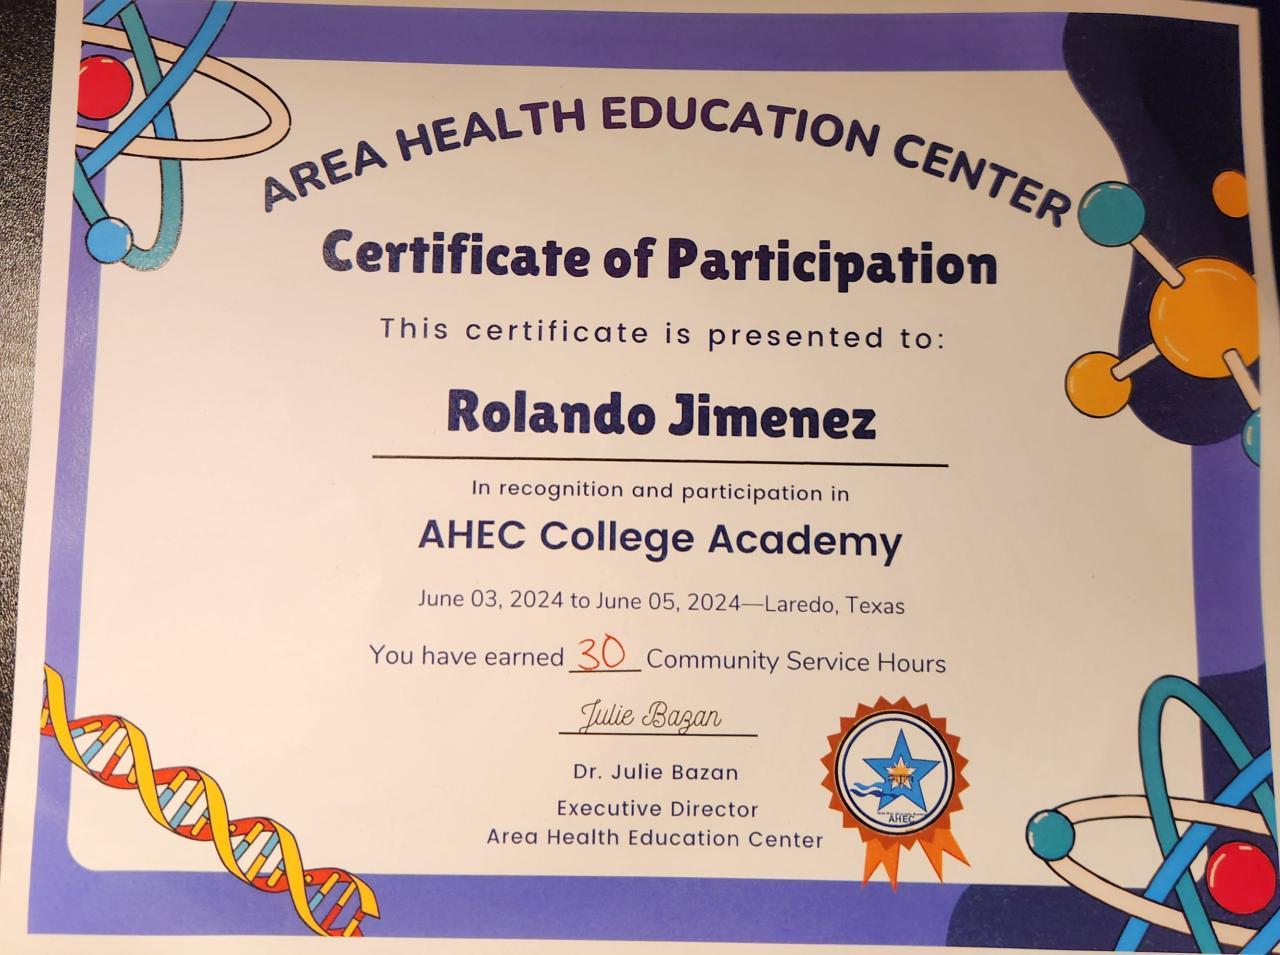 AREA HEALTH EDUCATION CENTER
Certificate of Participation
This certificate is presented to:
Rolando Jimenez
In recognition and participation in
AHEC College Academy
June 03, 2024 to June 05, 2024—Laredo, Texas
You have earned 30 Community Service Hours
Julie Bazan
Dr. Julie Bazan
Executive Director
Area Health Education Center
AHEC